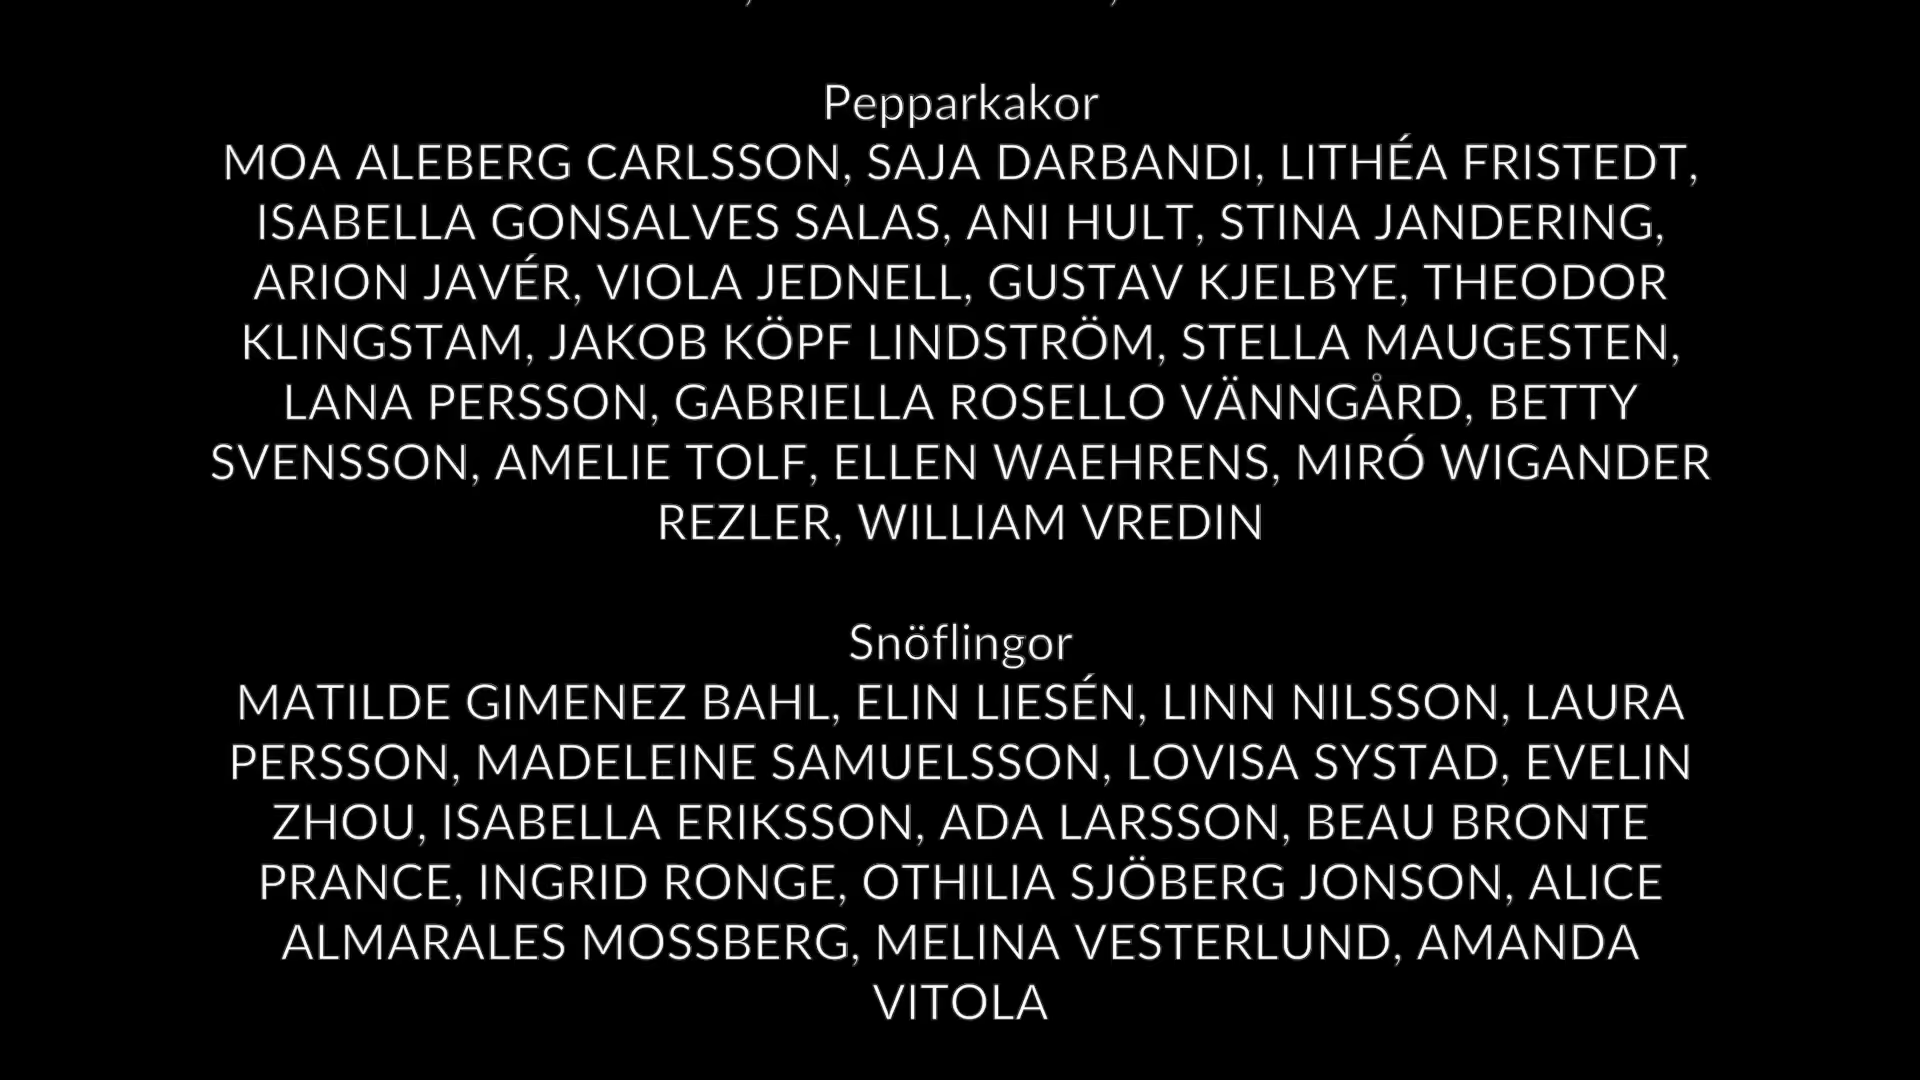 Pepparkakor
MOA ALEBERG CARLSSON, SAJA DARBANDI, LITHÉA FRISTEDT,
ISABELLA GONSALVES SALAS, ANI HULT, STINA JANDERING,
ARION JAVÉR, VIOLA JEDNELL, GUSTAV KJELBYE, THEODOR
KLINGSTAM, JAKOB KÖPF LINDSTRÖM, STELLA MAUGESTEN,
LANA PERSSON, GABRIELLA ROSELLO VÄNNGÅRD, BETTY
SVENSSON, AMELIE TOLF, ELLEN WAEHRENS, MIRÓ WIGANDER
REZLER, WILLIAM VREDIN
Snöflingor
MATILDE GIMENEZ BAHL, ELIN LIESÉN, LINN NILSSON, LAURA
PERSSON, MADELEINE SAMUELSSON, LOVISA SYSTAD, EVELIN
ZHOU, ISABELLA ERIKSSON, ADA LARSSON, BEAU BRONTE
PRANCE, INGRID RONGE, OTHILIA SJÖBERG JONSON, ALICE
ALMARALES MOSSBERG, MELINA VESTERLUND, AMANDA
VITOLA